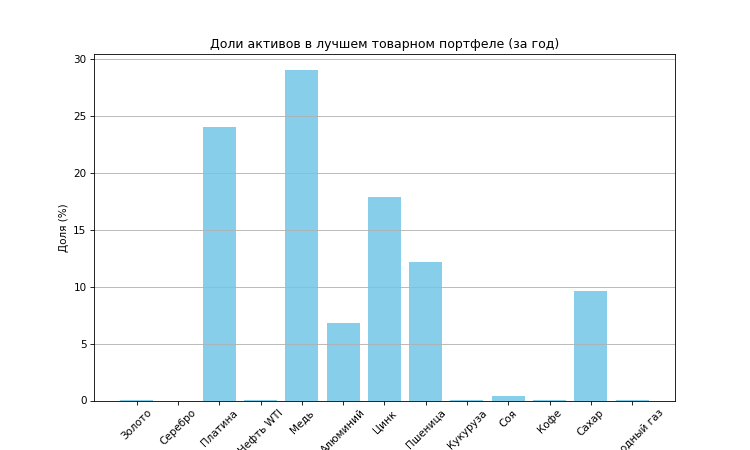 Доли активов в лучшем товарном портфеле (за год)
Доля (%)
30
25
20
15
10
5
0
Золото
Серебро
Платина
Нефть WTI
Медь
Алюминий
Цинк
Пшеница
Кукуруза
Соя
Кофе
Сахар
одный газ